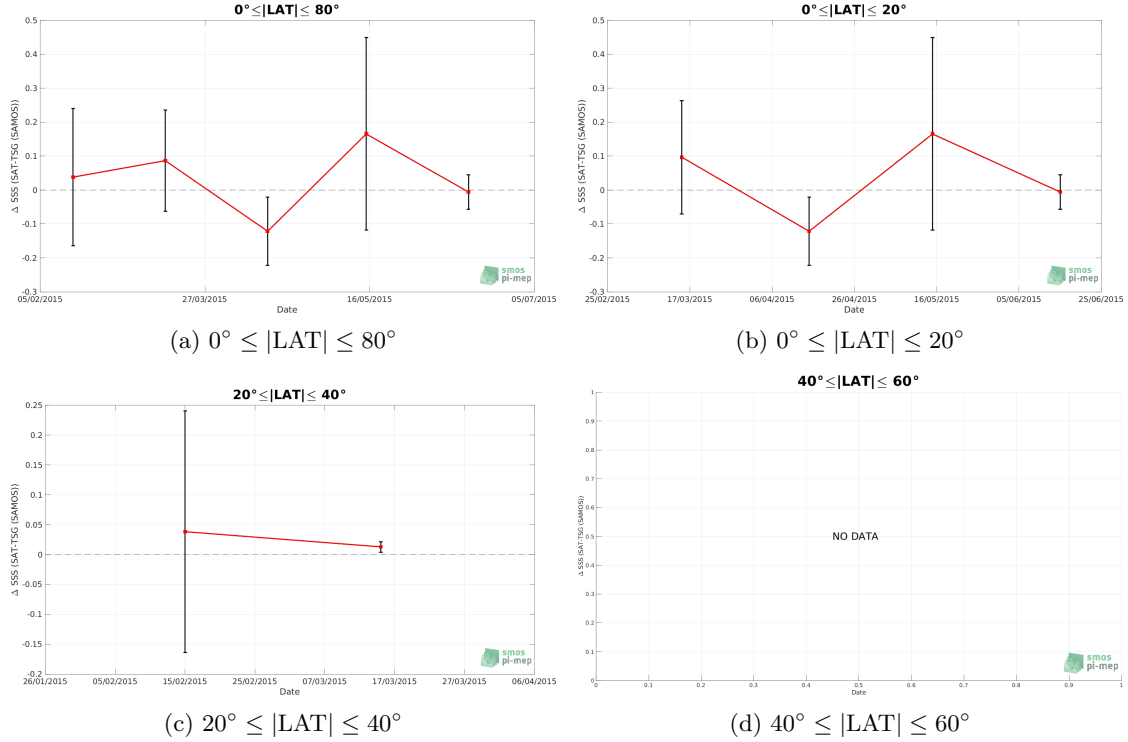 0°≤|LAT|≤ 80°
0.5
0.4
0.3
0.2
0.1
0
-0.1
-0.2
-0.3
Δ SSS (SAT-TSG (SAMOS))
05/02/2015 27/03/2015 16/05/2015 05/07/2015
Date
smos
pi-mep
(a) 0° ≤ |LAT| ≤ 80°
0°≤|LAT|≤ 20°
0.5
0.4
0.3
0.2
0.1
0
-0.1
-0.2
-0.3
Δ SSS (SAT-TSG (SAMOS))
25/02/2015 17/03/2015 06/04/2015 26/04/2015 16/05/2015 05/06/2015 25/06/2015
Date
smos
pi-mep
(b) 0° ≤ |LAT| ≤ 20°
20°≤|LAT|≤ 40°
0.25
0.2
0.15
0.1
0.05
0
-0.05
-0.1
-0.15
-0.2
Δ SSS (SAT-TSG (SAMOS))
26/01/2015 05/02/2015 15/02/2015 25/02/2015 07/03/2015 17/03/2015 27/03/2015 06/04/2015
Date
smos
pi-mep
(c) 20° ≤ |LAT| ≤ 40°
40°≤|LAT|≤ 60°
1
0.9
0.8
0.7
0.6
0.5
0.4
0.3
0.2
0.1
0
Δ SSS (SAT-TSG (SAMOS))
NO DATA
0 0.1 0.2 0.3 0.4 0.5 0.6 0.7 0.8 0.9 1
Date
smos
pi-mep
(d) 40° ≤ |LAT| ≤ 60°